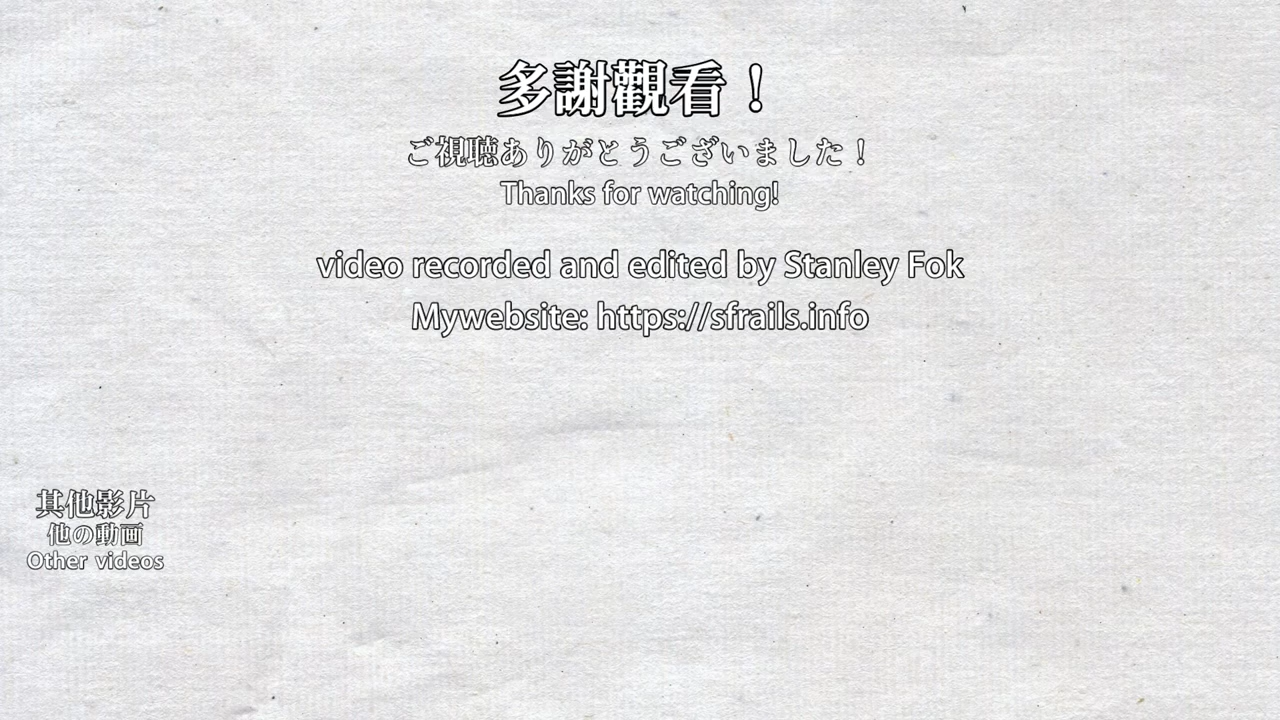 多謝觀看！
ご視聴ありがとうございました！
Thanks for watching!
video recorded and edited by Stanley Fok
Mywebsite: https://sfrails.info
其他影片
他の動画
Other videos